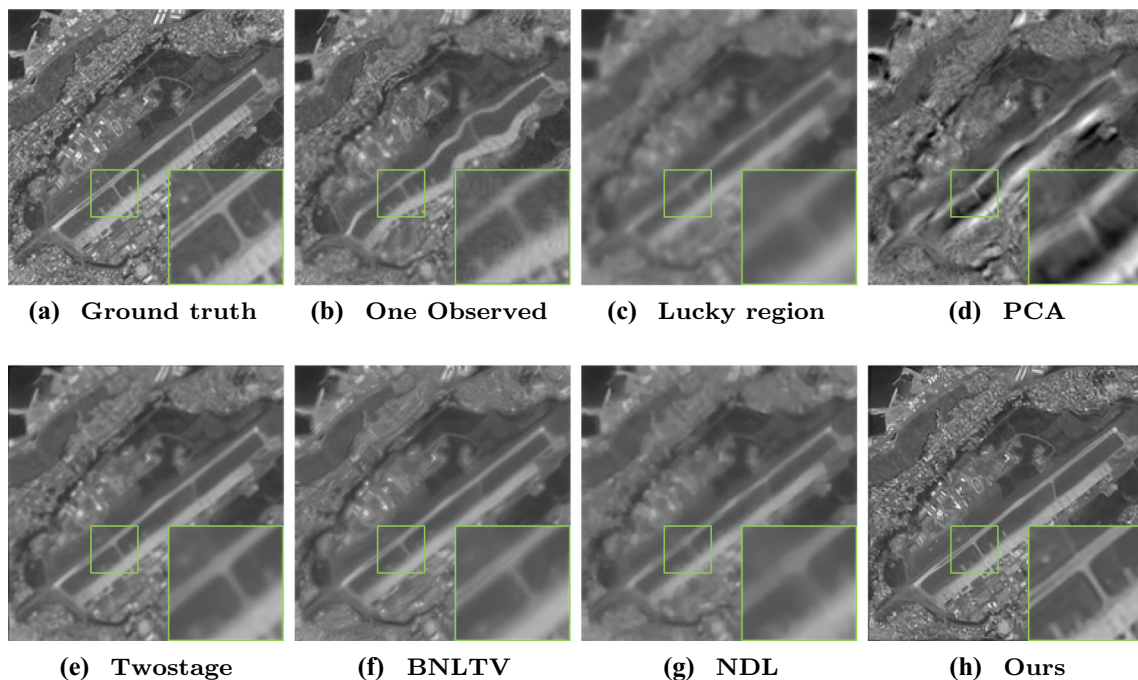 (a) Ground truth
(b) One Observed
(c) Lucky region
(d) PCA
(e) Twostage
(f) BNLTV
(g) NDL
(h) Ours